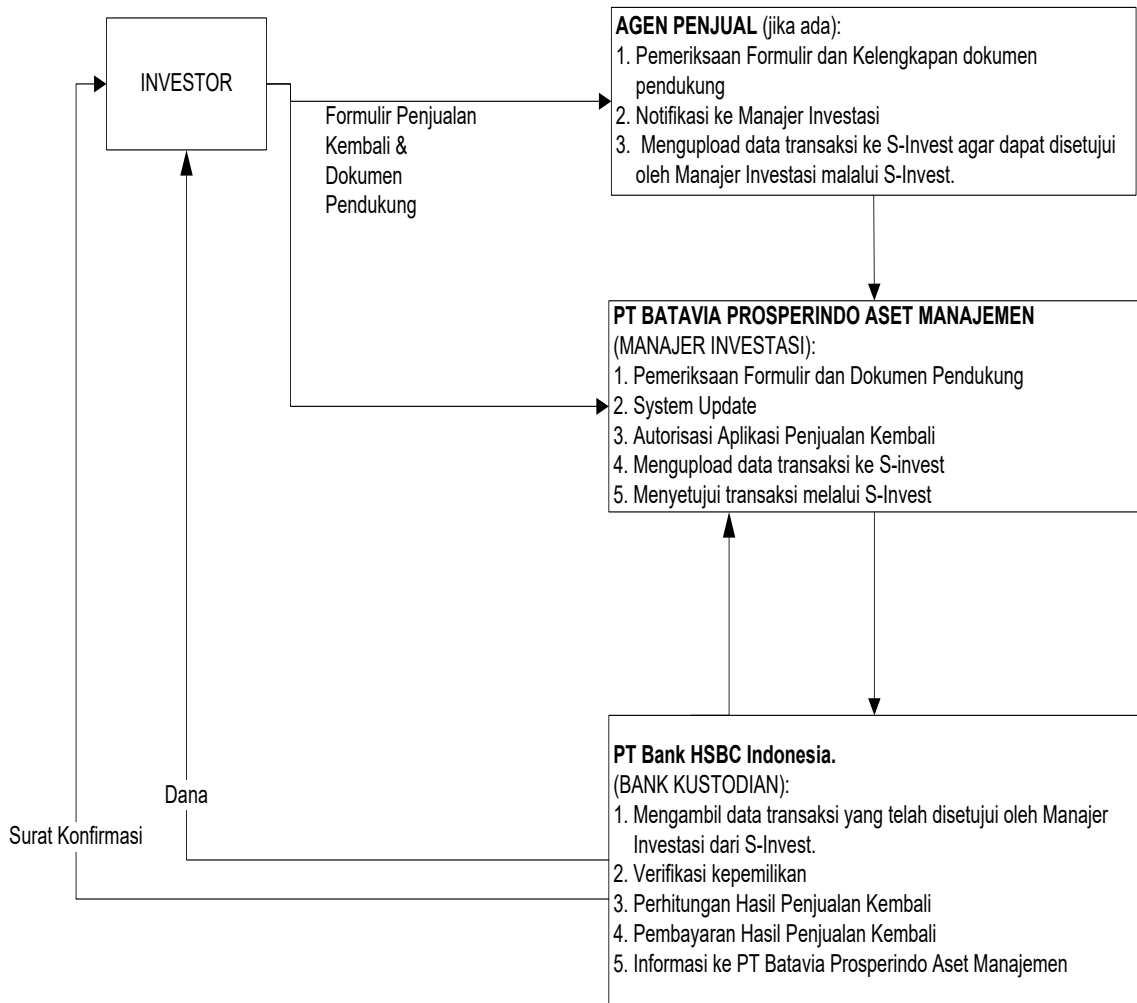 INVESTOR
AGEN PENJUAL (jika ada):
1. Pemeriksaan Formulir dan Kelengkapan dokumen
pendukung
2. Notifikasi ke Manajer Investasi
3. Mengupload data transaksi ke S-Invest agar dapat disetujui
oleh Manajer Investasi malalui S-Invest.
Formulir Penjualan
Kembali &
Dokumen
Pendukung
PT BATAVIA PROSPERINDO ASET MANAJEMEN
(MANAJER INVESTASI):
1. Pemeriksaan Formulir dan Dokumen Pendukung
2. System Update
3. Autorisasi Aplikasi Penjualan Kembali
4. Mengupload data transaksi ke S-invest
5. Menyetujui transaksi melalui S-Invest
PT Bank HSBC Indonesia.
(BANK KUSTODIAN):
1. Mengambil data transaksi yang telah disetujui oleh Manajer
Investasi dari S-Invest.
2. Verifikasi kepemilikan
3. Perhitungan Hasil Penjualan Kembali
4. Pembayaran Hasil Penjualan Kembali
5. Informasi ke PT Batavia Prosperindo Aset Manajemen
Dana
Surat Konfirmasi